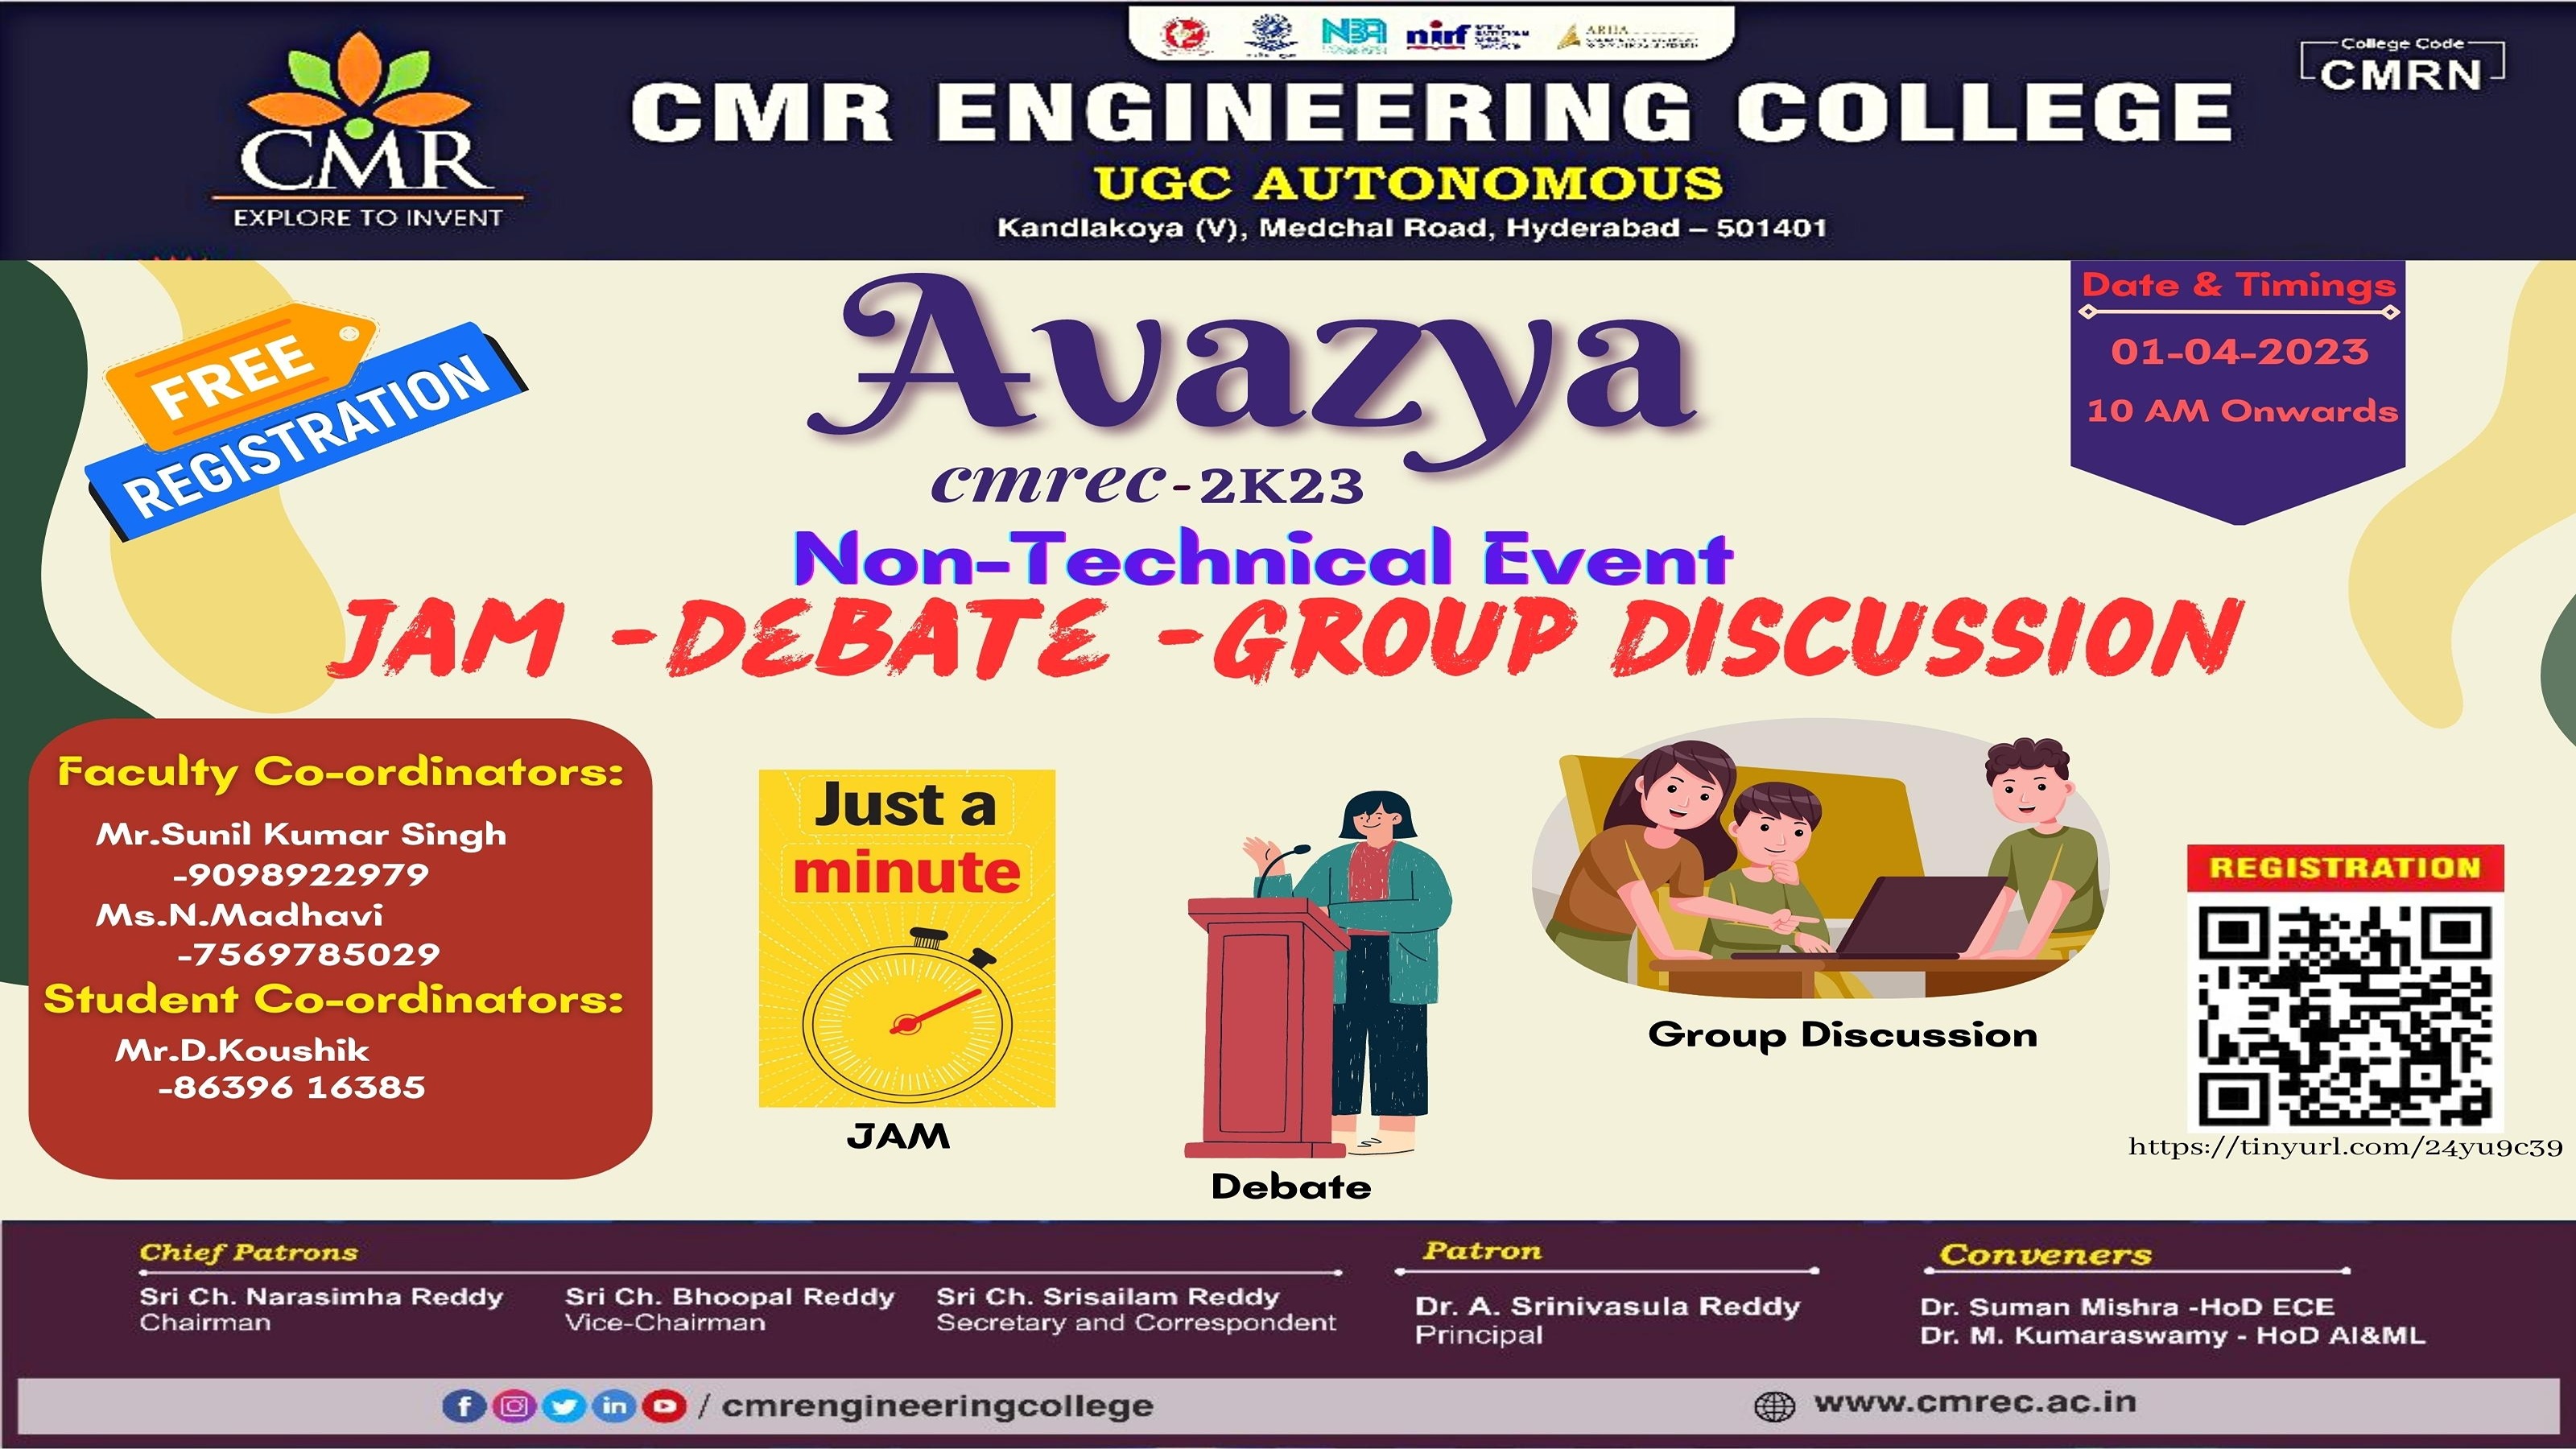 NBA
nirf
ARIIA
College Code
CMRN
CMR
EXPLORE TO INVENT
CMR ENGINEERING COLLEGE
UGC AUTONOMOUS
Kandlakoya (V), Medchal Road, Hyderabad – 501401
FREE
REGISTRATION
Avazya
cmrec-2K23
Date & Timings
01-04-2023
10 AM Onwards
Non-Technical Event
JAM -DEBATE -GROUP DISCUSSION
Faculty Co-ordinators:
Mr.Sunil Kumar Singh
-9098922979
Ms.N.Madhavi
-7569785029
Student Co-ordinators:
Mr.D.Koushik
-86396 16385
Just a
minute
JAM
Debate
Group Discussion
REGISTRATION
https://tinyurl.com/24yu9c39
Chief Patrons
Sri Ch. Narasimha Reddy
Chairman
Sri Ch. Bhoopal Reddy
Vice-Chairman
Sri Ch. Srisailam Reddy
Secretary and Correspondent
Patron
Dr. A. Srinivasula Reddy
Principal
Conveners
Dr. Suman Mishra -HoD ECE
Dr. M. Kumaraswamy - HoD AI&ML
/ cmrengineeringcollege
www.cmrec.ac.in